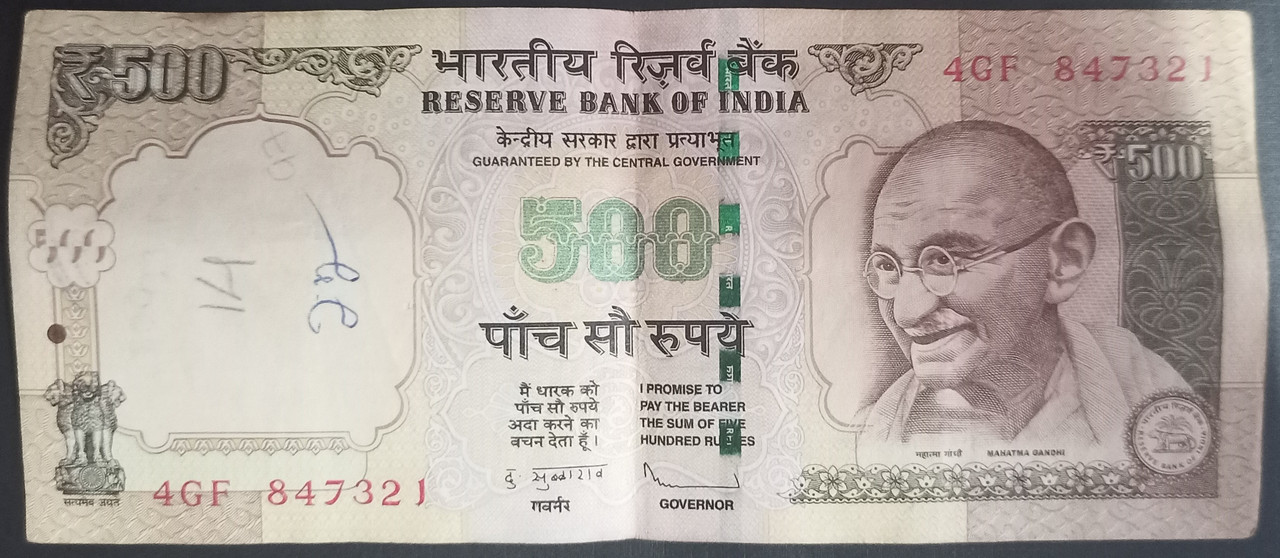 ₹500
भारतीय रिज़र्व बैंक
RESERVE BANK OF INDIA
4GF 847321
केन्द्रीय सरकार द्वारा प्रत्याभूत
GUARANTEED BY THE CENTRAL GOVERNMENT
₹500
500
पाँच सौ रुपये
मैं धारक को
पाँच सौ रुपये
अदा करने का
वचन देता हूँ।
I PROMISE TO
PAY THE BEARER
THE SUM OF FIVE
HUNDRED RUPEES
महात्मा गांधी MAHATMA GANDHI
दु. सुब्बाराव
गवर्नर
GOVERNOR
सत्यमेव जयते
4GF 847321
14